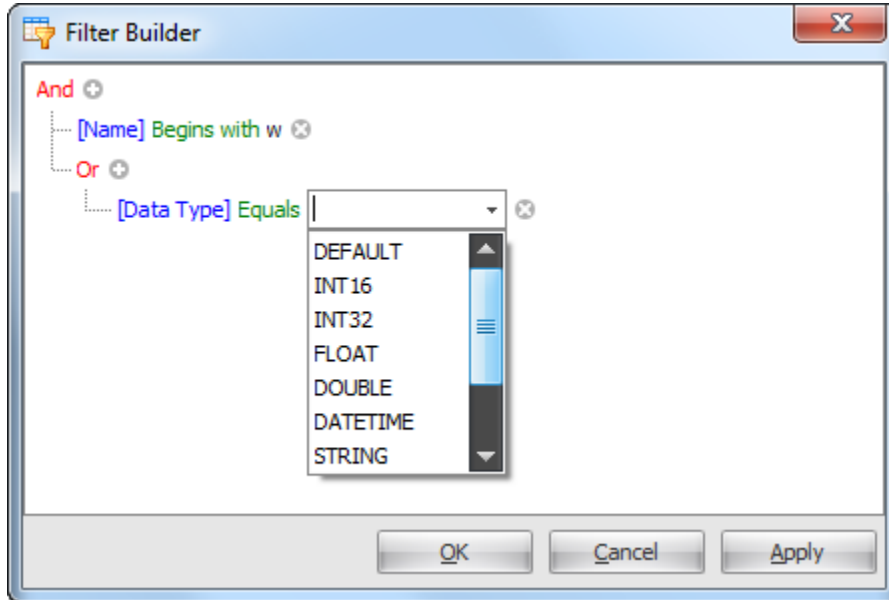 Filter Builder
And
[Name] Begins with w
Or
[Data Type] Equals
DEFAULT
INT16
INT32
FLOAT
DOUBLE
DATETIME
STRING
OK Cancel Apply